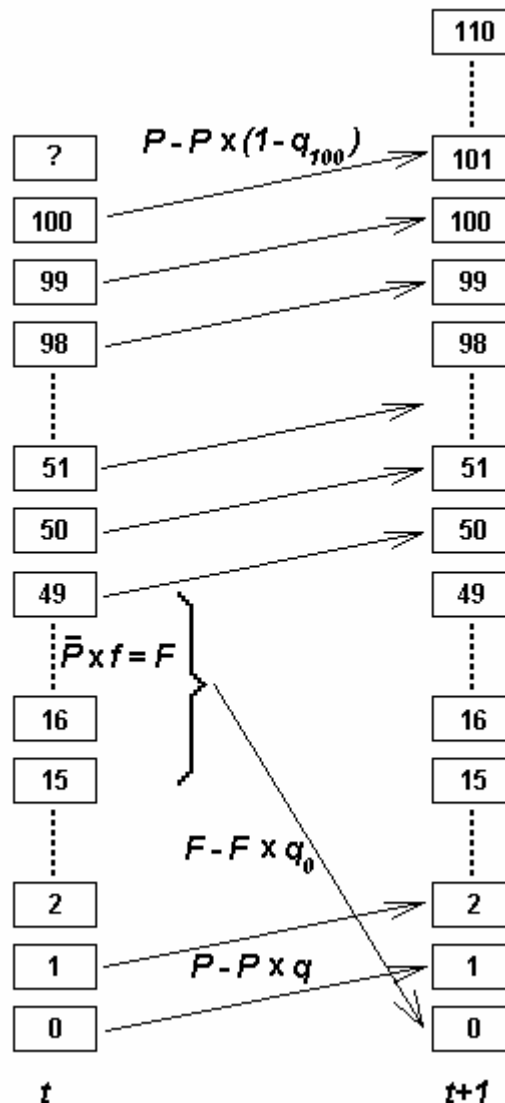 110
P - P x (1 - q₁₀₀)
? 101
100 100
99 99
98 98
51 51
50 50
49 49
P̄ x f = F
16 16
15 15
F - F x q₀
2 2
P - P x q
1 1
0 0
t t+1